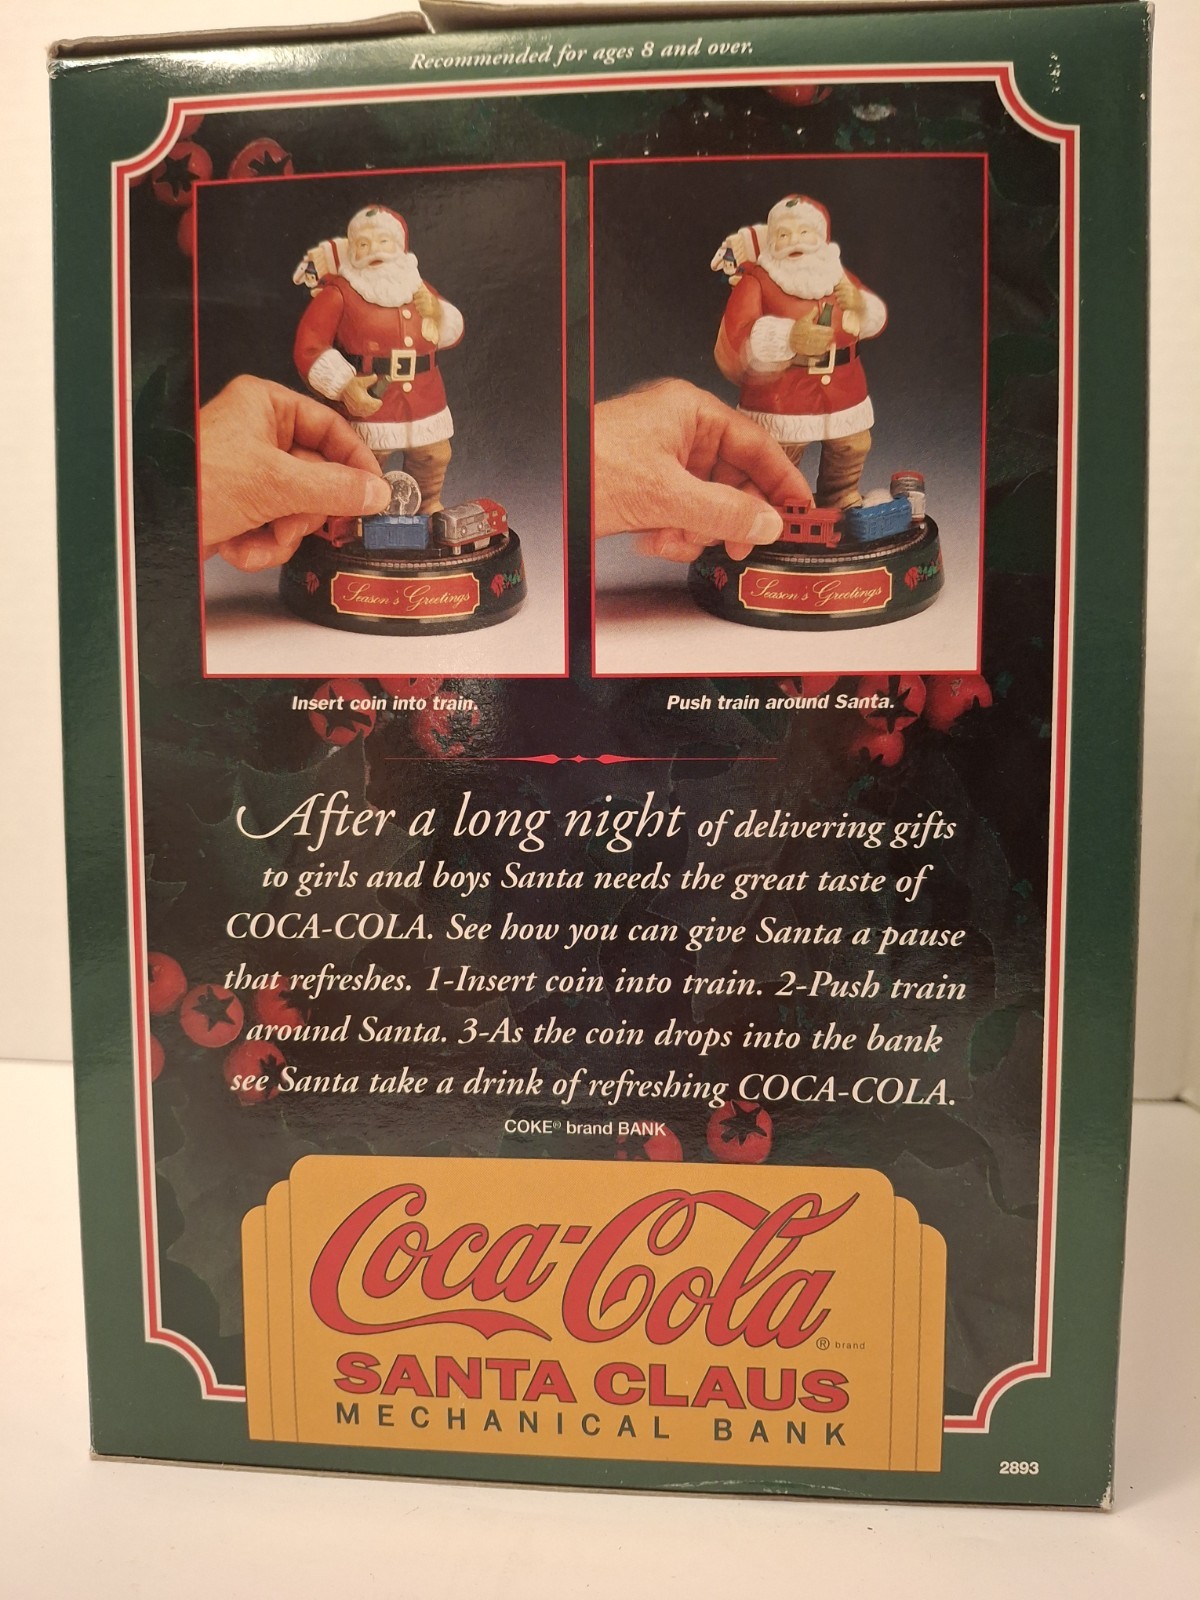 Recommended for ages 8 and over.
Season's Greetings
Season's Greetings
Insert coin into train.
Push train around Santa.
After a long night of delivering gifts
to girls and boys Santa needs the great taste of
COCA-COLA. See how you can give Santa a pause
that refreshes. 1-Insert coin into train. 2-Push train
around Santa. 3-As the coin drops into the bank
see Santa take a drink of refreshing COCA-COLA.
COKE® brand BANK
Coca-Cola
® brand
SANTA CLAUS
MECHANICAL BANK
2893